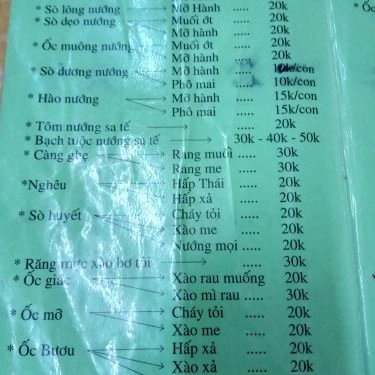 * Sò lông nướng Mỡ Hành ..... 20k
* Sò dẹo nướng Muối ớt ..... 20k
Mỡ hành ..... 20k
* Ốc muông nướng Muối ớt ..... 20k
Mỡ hành ..... 20k
* Sò dương nướng Mỡ Hành ..... /con
Phô mai ..... 10k/con
* Hào nướng Mỡ hành ..... 15k/con
Phô mai ..... 15k/con
* Tôm nướng sa tế ..... 20k
* Bạch tuộc nướng sa tế 30k - 40k - 50k
* Càng ghẹ Rang muối ..... 30k
Rang me ..... 30k
*Nghêu Hấp Thái ..... 20k
Hấp xả ..... 20k
* Sò huyết Cháy tỏi ..... 20k
Xào me ..... 20k
Nướng mọi ..... 20k
* Răng mực xào bơ tỏi ..... 30k
* Ốc giác Xào rau muống 20k
Xào mì rau ..... 30k
* Ốc mỡ Cháy tỏi ..... 20k
Xào me ..... 20k
* Ốc Bươu Hấp xả ..... 20k
Xào xả ..... 20k
* Ốc